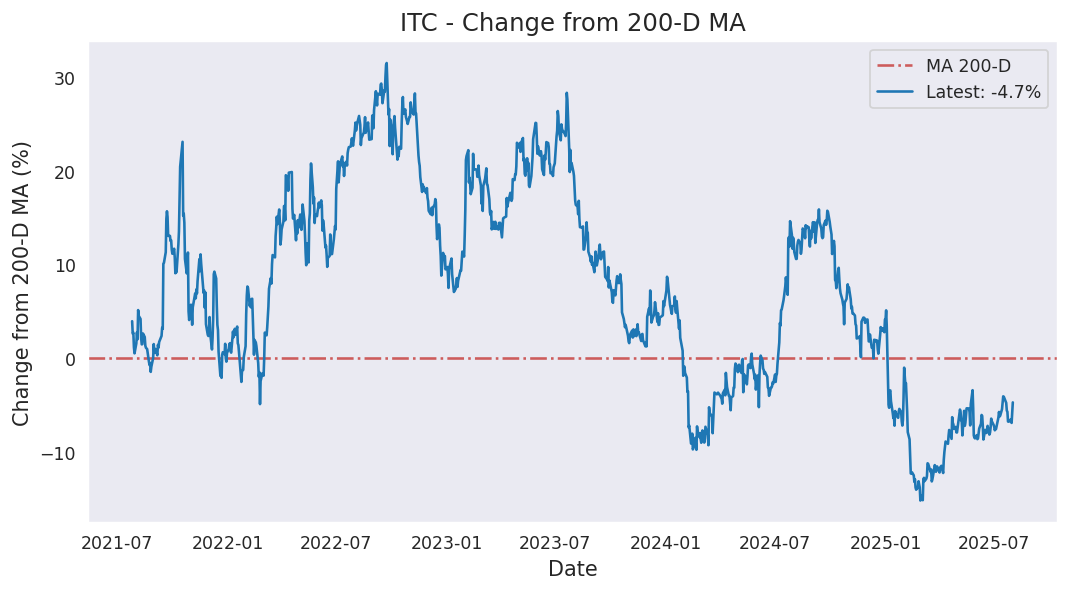 ITC - Change from 200-D MA
MA 200-D
Latest: -4.7%
Change from 200-D MA (%)
30
20
10
0
−10
2021-07 2022-01 2022-07 2023-01 2023-07 2024-01 2024-07 2025-01 2025-07
Date